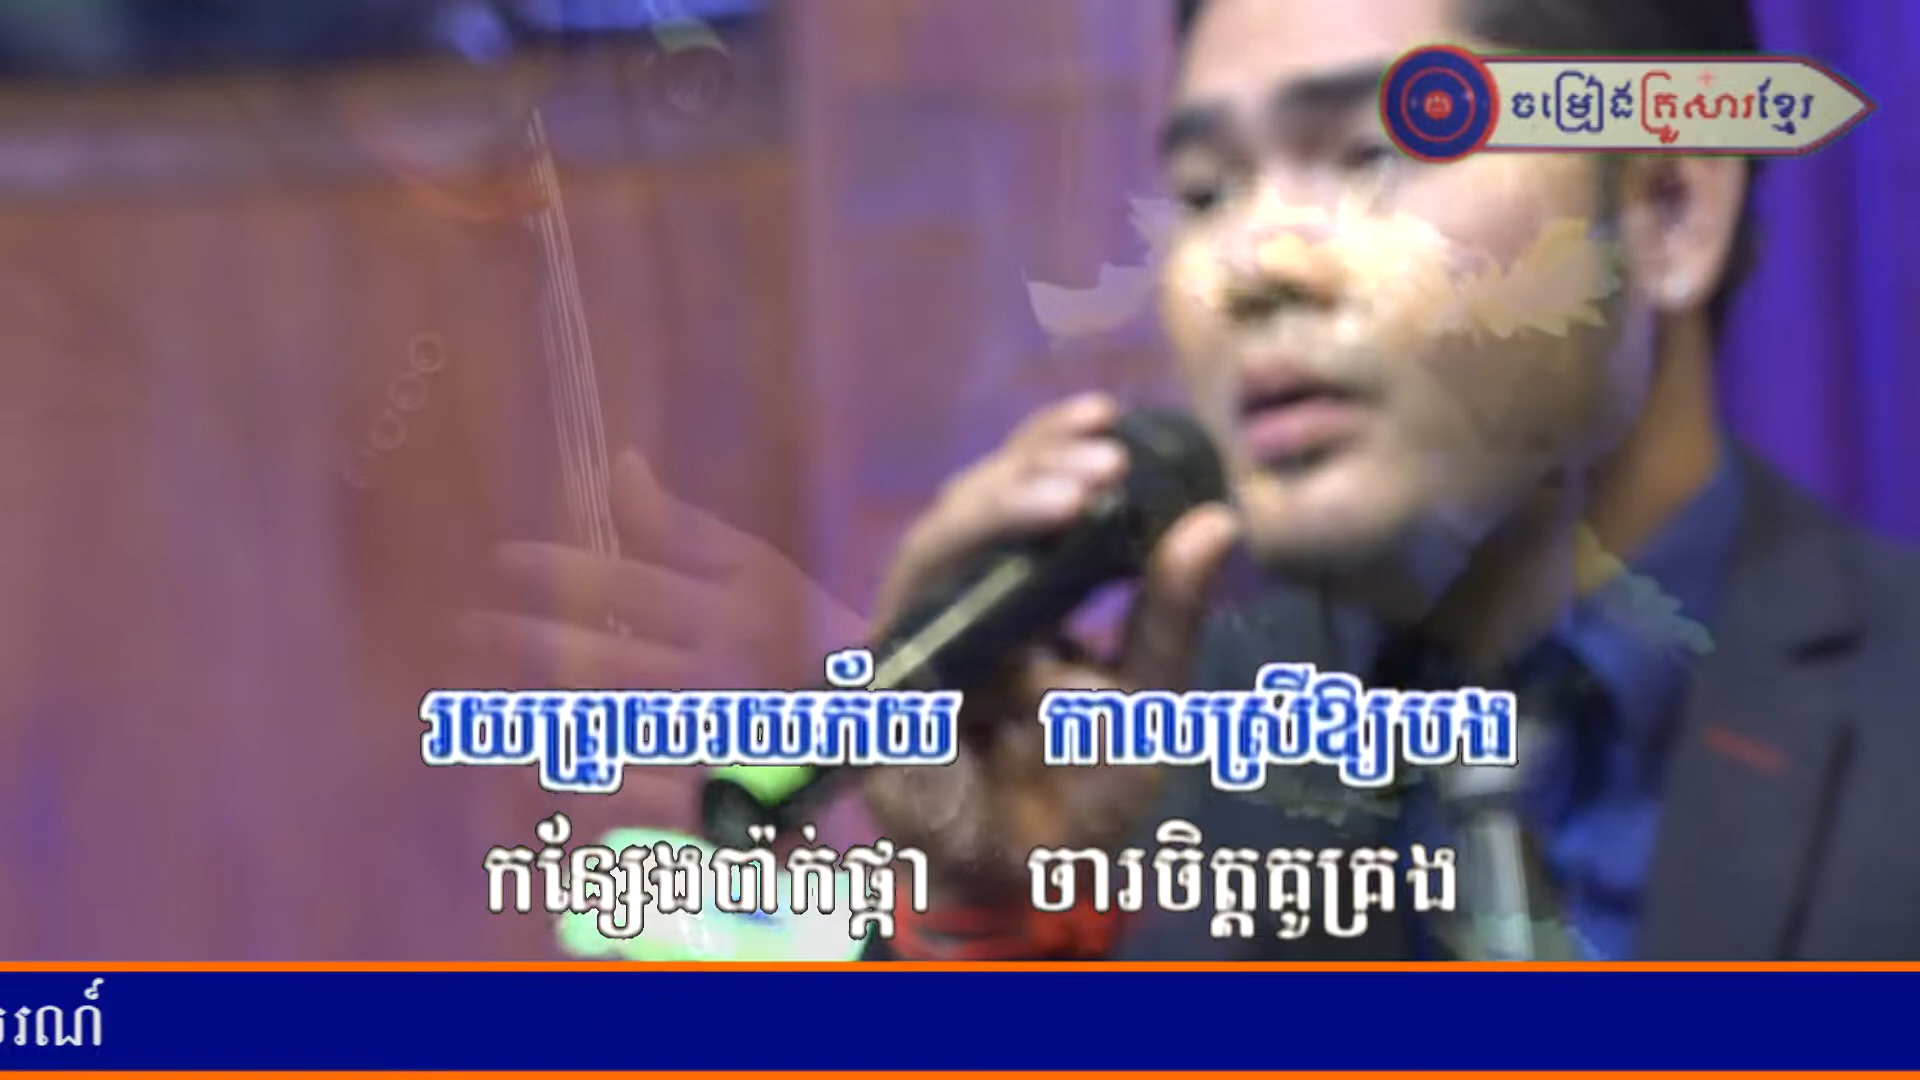 ចម្រៀងគ្រួសារខ្មែរ
រយព្រួយរយភ័យ កាលស្រីឱ្យបង
កន្សែងប៉ាក់ផ្កា ចារចិត្តគូគ្រង
រណ៍